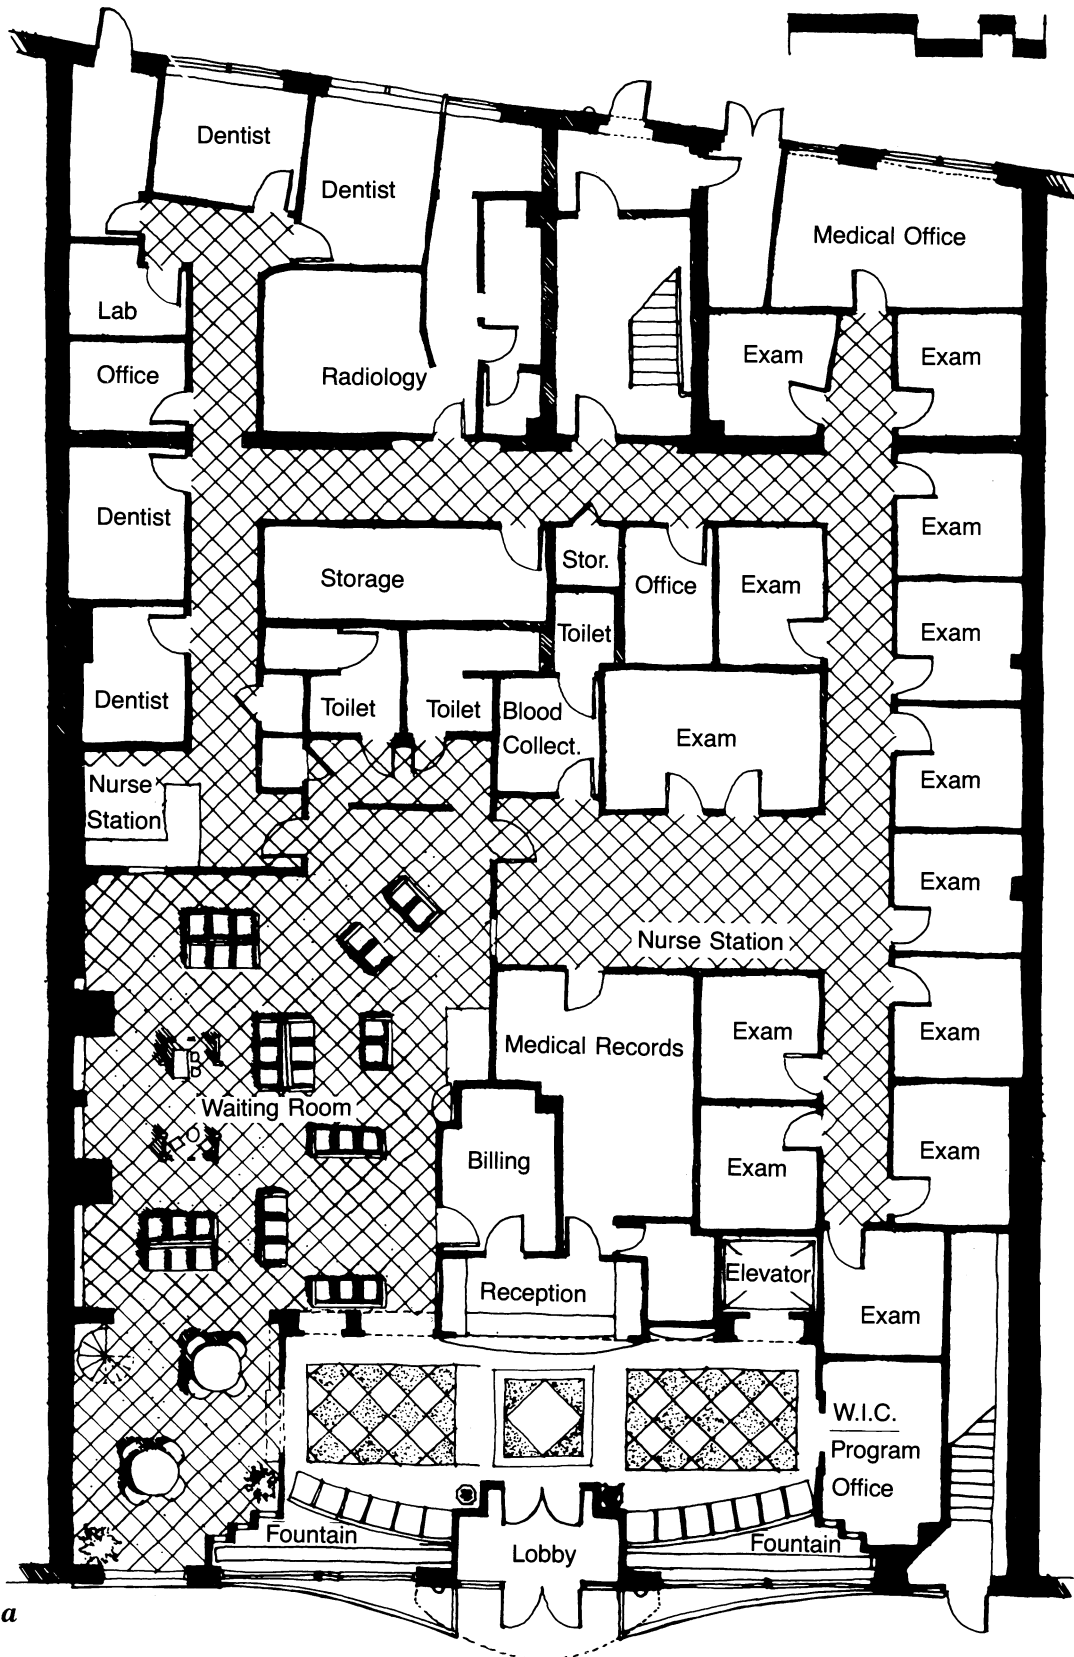 Dentist
Dentist
Medical Office
Lab
Exam
Exam
Office
Radiology
Dentist
Exam
Stor.
Storage
Office
Exam
Toilet
Exam
Dentist
Toilet
Toilet
Blood
Collect.
Exam
Exam
Nurse
Station
Exam
Nurse Station
Medical Records
Exam
Exam
Waiting Room
Billing
Exam
Exam
Elevator
Reception
Exam
W.I.C.
Program
Office
Fountain
Lobby
Fountain
a